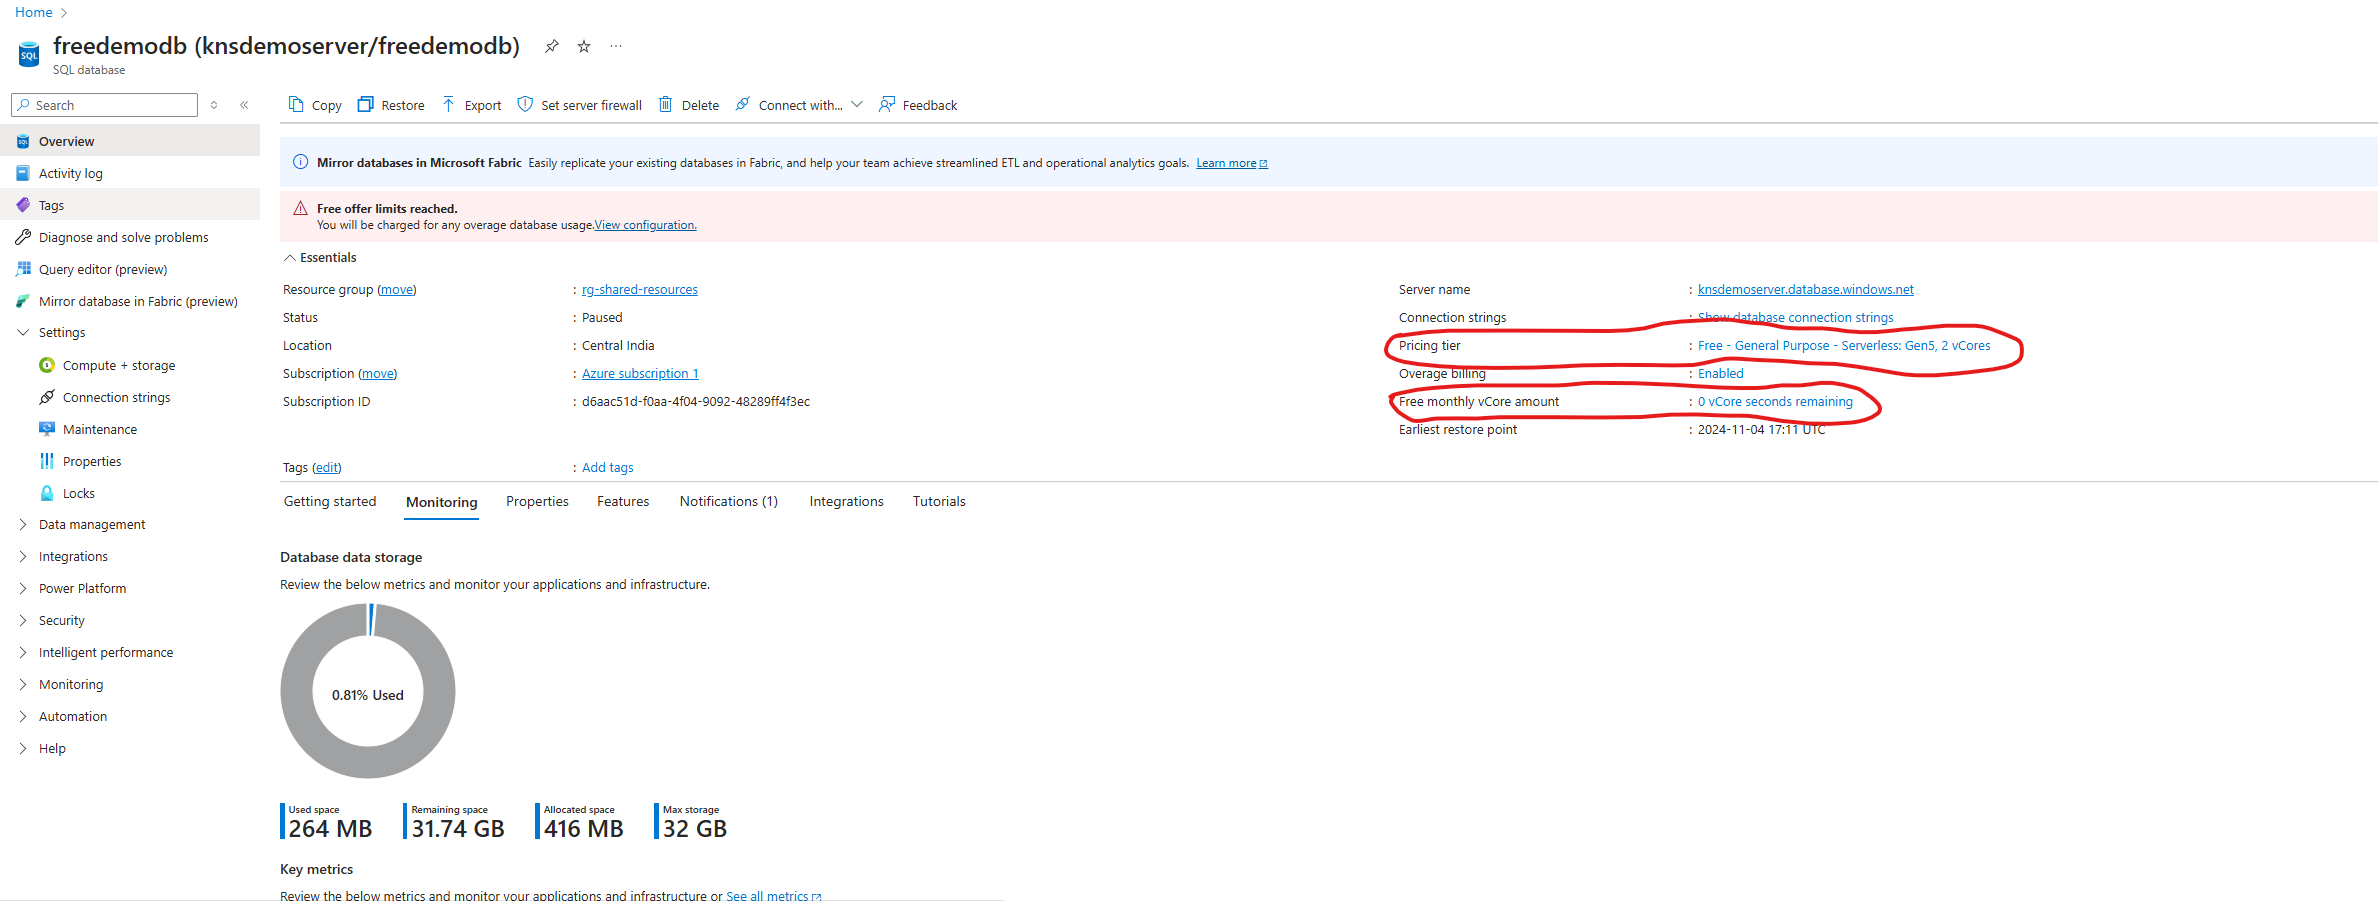 Home
freedemodb (knsdemoserver/freedemodb)
SQL database
Search
Copy Restore Export Set server firewall Delete Connect with... Feedback
Overview
Activity log
Tags
Diagnose and solve problems
Query editor (preview)
Mirror database in Fabric (preview)
Settings
Compute + storage
Connection strings
Maintenance
Properties
Locks
Data management
Integrations
Power Platform
Security
Intelligent performance
Monitoring
Automation
Help
Mirror databases in Microsoft Fabric Easily replicate your existing databases in Fabric, and help your team achieve streamlined ETL and operational analytics goals. Learn more
Free offer limits reached.
You will be charged for any overage database usage.View configuration.
Essentials
Resource group (move) : rg-shared-resources
Status : Paused
Location : Central India
Subscription (move) : Azure subscription 1
Subscription ID : d6aac51d-f0aa-4f04-9092-48289ff4f3ec
Server name : knsdemoserver.database.windows.net
Connection strings : Show database connection strings
Pricing tier : Free - General Purpose - Serverless: Gen5, 2 vCores
Overage billing : Enabled
Free monthly vCore amount : 0 vCore seconds remaining
Earliest restore point : 2024-11-04 17:11 UTC
Tags (edit) : Add tags
Getting started Monitoring Properties Features Notifications (1) Integrations Tutorials
Database data storage
Review the below metrics and monitor your applications and infrastructure.
0.81% Used
Used space
264 MB
Remaining space
31.74 GB
Allocated space
416 MB
Max storage
32 GB
Key metrics
Review the below metrics and monitor your applications and infrastructure or See all metrics